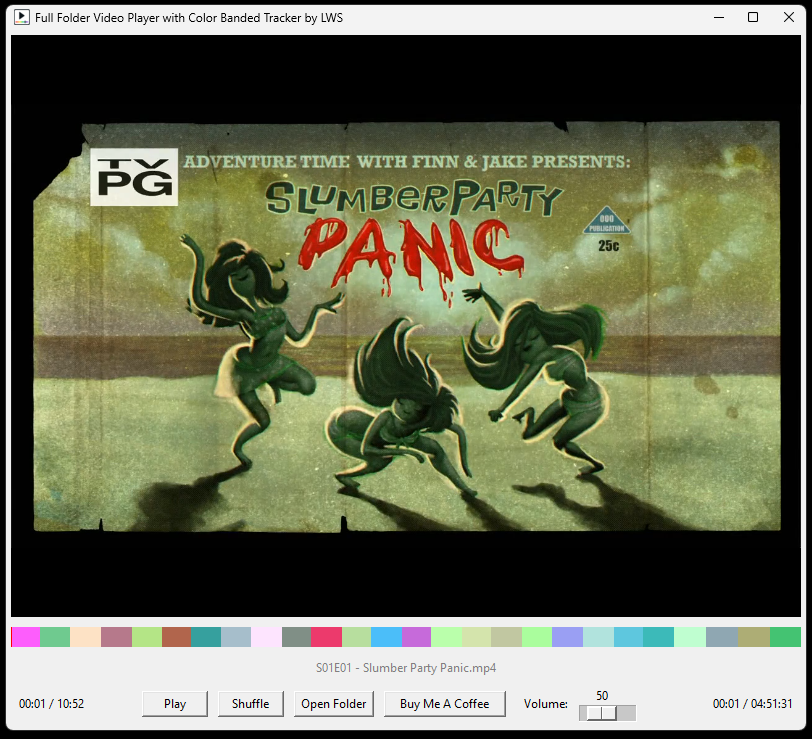 Full Folder Video Player with Color Banded Tracker by LWS
TV
PG
ADVENTURE TIME WITH FINN & JAKE PRESENTS:
SLUMBER PARTY
PANIC
OOO
PUBLICATION
25c
S01E01 - Slumber Party Panic.mp4
00:01 / 10:52
Play
Shuffle
Open Folder
Buy Me A Coffee
Volume:
50
00:01 / 04:51:31